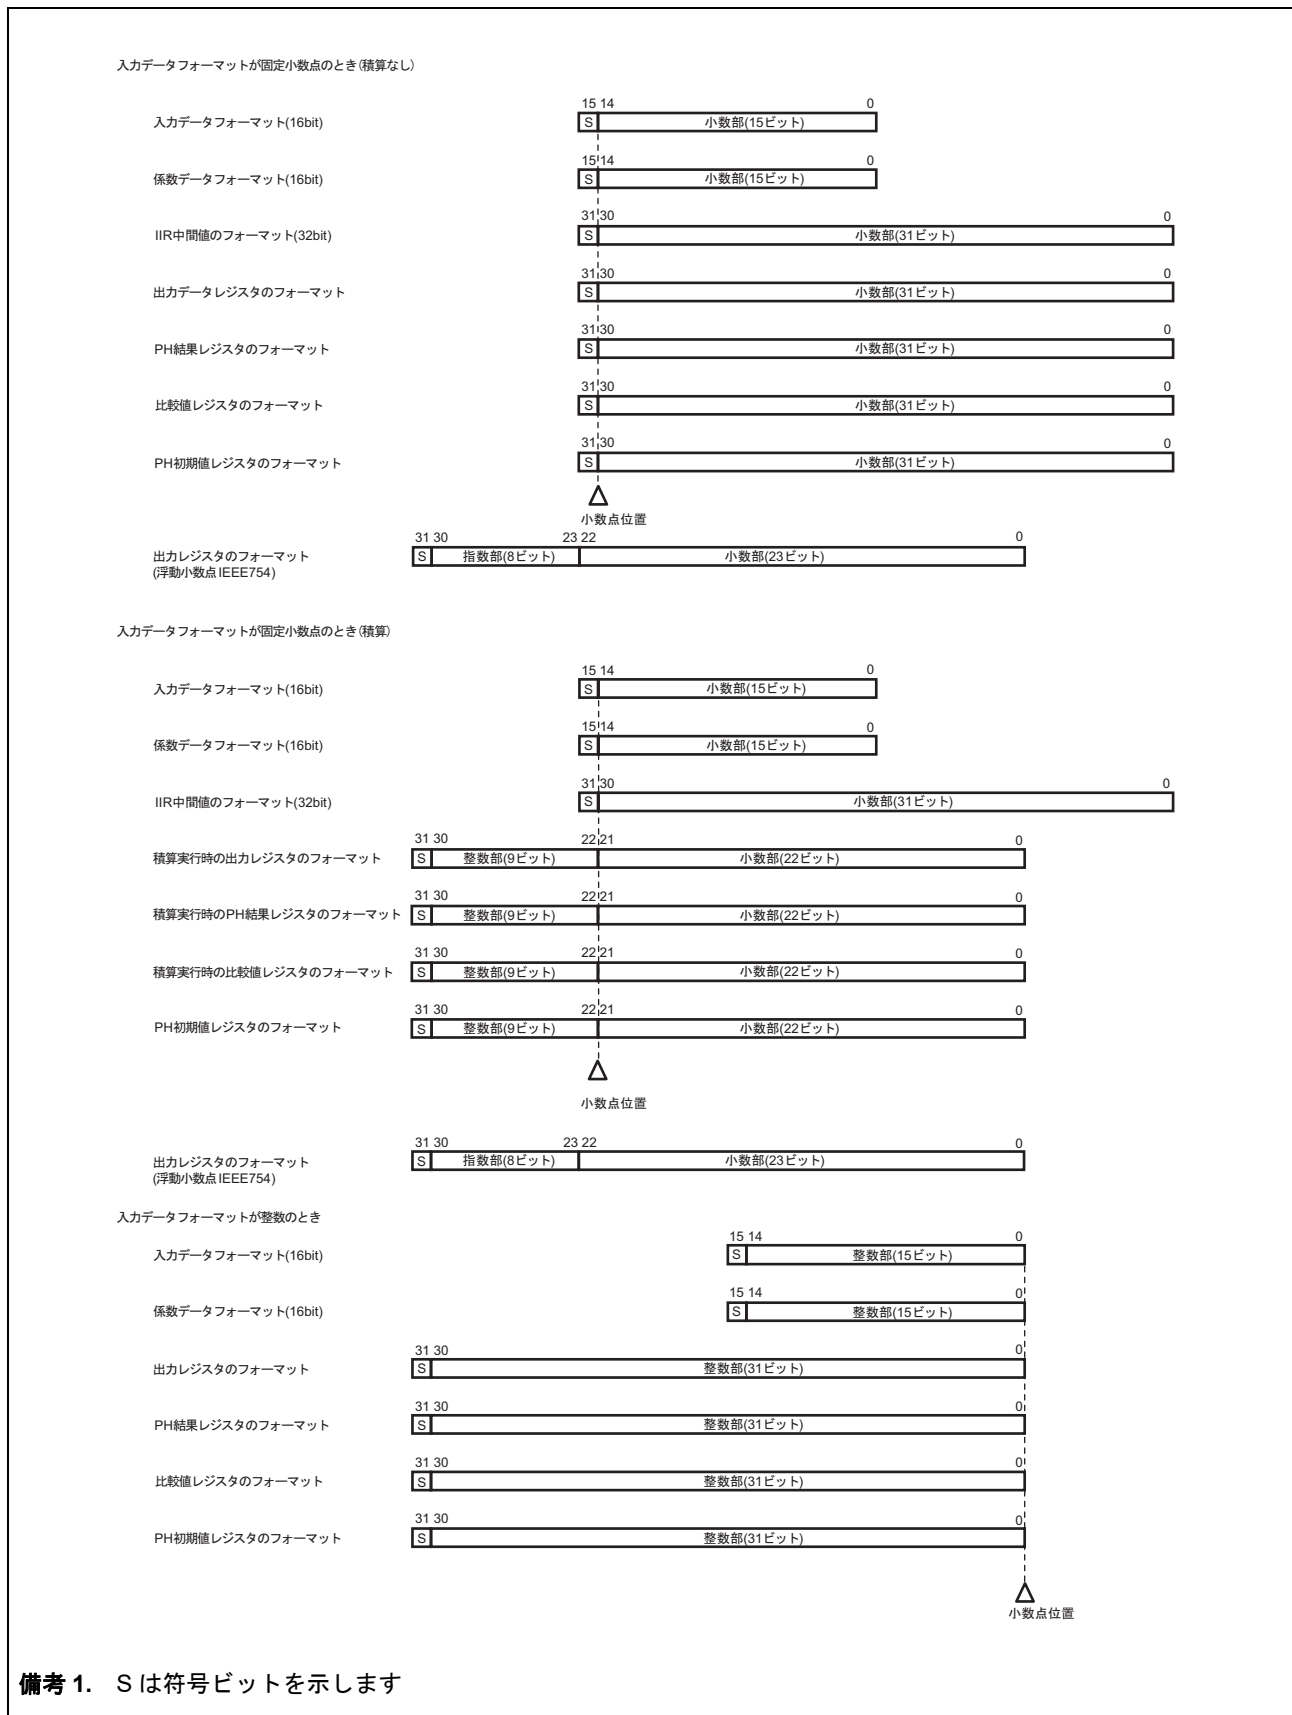 入力データフォーマットが固定小数点のとき(積算なし)
15 14 0
入力データフォーマット(16bit) S 小数部(15ビット)
15 14 0
係数データフォーマット(16bit) S 小数部(15ビット)
31 30 0
IIR中間値のフォーマット(32bit) S 小数部(31ビット)
31 30 0
出力データレジスタのフォーマット S 小数部(31ビット)
31 30 0
PH結果レジスタのフォーマット S 小数部(31ビット)
31 30 0
比較値レジスタのフォーマット S 小数部(31ビット)
31 30 0
PH初期値レジスタのフォーマット S 小数部(31ビット)
小数点位置
31 30 23 22 0
出力レジスタのフォーマット S 指数部(8ビット) 小数部(23ビット)
(浮動小数点IEEE754)
入力データフォーマットが固定小数点のとき(積算)
15 14 0
入力データフォーマット(16bit) S 小数部(15ビット)
15 14 0
係数データフォーマット(16bit) S 小数部(15ビット)
31 30 0
IIR中間値のフォーマット(32bit) S 小数部(31ビット)
31 30 22 21 0
積算実行時の出力レジスタのフォーマット S 整数部(9ビット) 小数部(22ビット)
31 30 22 21 0
積算実行時のPH結果レジスタのフォーマット S 整数部(9ビット) 小数部(22ビット)
31 30 22 21 0
積算実行時の比較値レジスタのフォーマット S 整数部(9ビット) 小数部(22ビット)
31 30 22 21 0
PH初期値レジスタのフォーマット S 整数部(9ビット) 小数部(22ビット)
小数点位置
31 30 23 22 0
出力レジスタのフォーマット S 指数部(8ビット) 小数部(23ビット)
(浮動小数点IEEE754)
入力データフォーマットが整数のとき
15 14 0
入力データフォーマット(16bit) S 整数部(15ビット)
15 14 0
係数データフォーマット(16bit) S 整数部(15ビット)
31 30 0
出力レジスタのフォーマット S 整数部(31ビット)
31 30 0
PH結果レジスタのフォーマット S 整数部(31ビット)
31 30 0
比較値レジスタのフォーマット S 整数部(31ビット)
31 30 0
PH初期値レジスタのフォーマット S 整数部(31ビット)
小数点位置
備考 1. S は符号ビットを示します